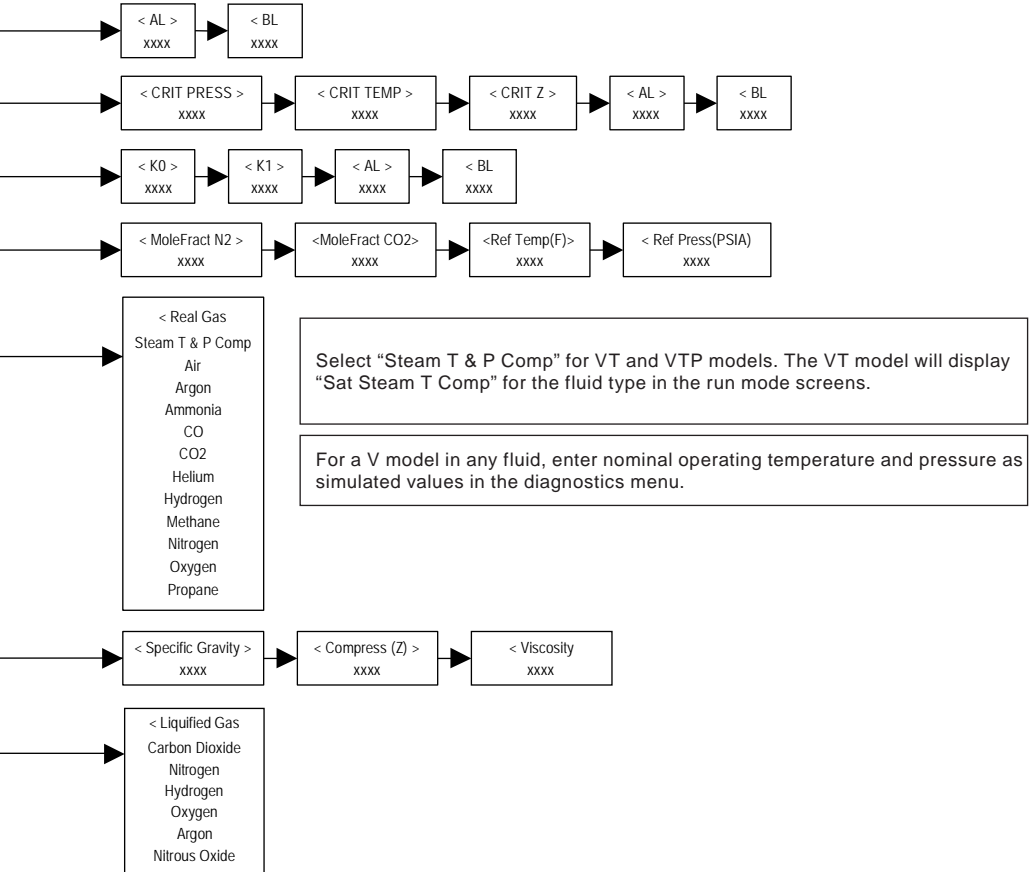 < AL >
xxxx
< BL
xxxx
< CRIT PRESS >
xxxx
< CRIT TEMP >
xxxx
< CRIT Z >
xxxx
< AL >
xxxx
< BL
xxxx
< K0 >
xxxx
< K1 >
xxxx
< AL >
xxxx
< BL
xxxx
< MoleFract N2 >
xxxx
<MoleFract CO2>
xxxx
<Ref Temp(F)>
xxxx
< Ref Press(PSIA)
xxxx
< Real Gas
Steam T & P Comp
Air
Argon
Ammonia
CO
CO2
Helium
Hydrogen
Methane
Nitrogen
Oxygen
Propane
Select “Steam T & P Comp” for VT and VTP models. The VT model will display
“Sat Steam T Comp” for the fluid type in the run mode screens.
For a V model in any fluid, enter nominal operating temperature and pressure as
simulated values in the diagnostics menu.
< Specific Gravity >
xxxx
< Compress (Z) >
xxxx
< Viscosity
xxxx
< Liquified Gas
Carbon Dioxide
Nitrogen
Hydrogen
Oxygen
Argon
Nitrous Oxide